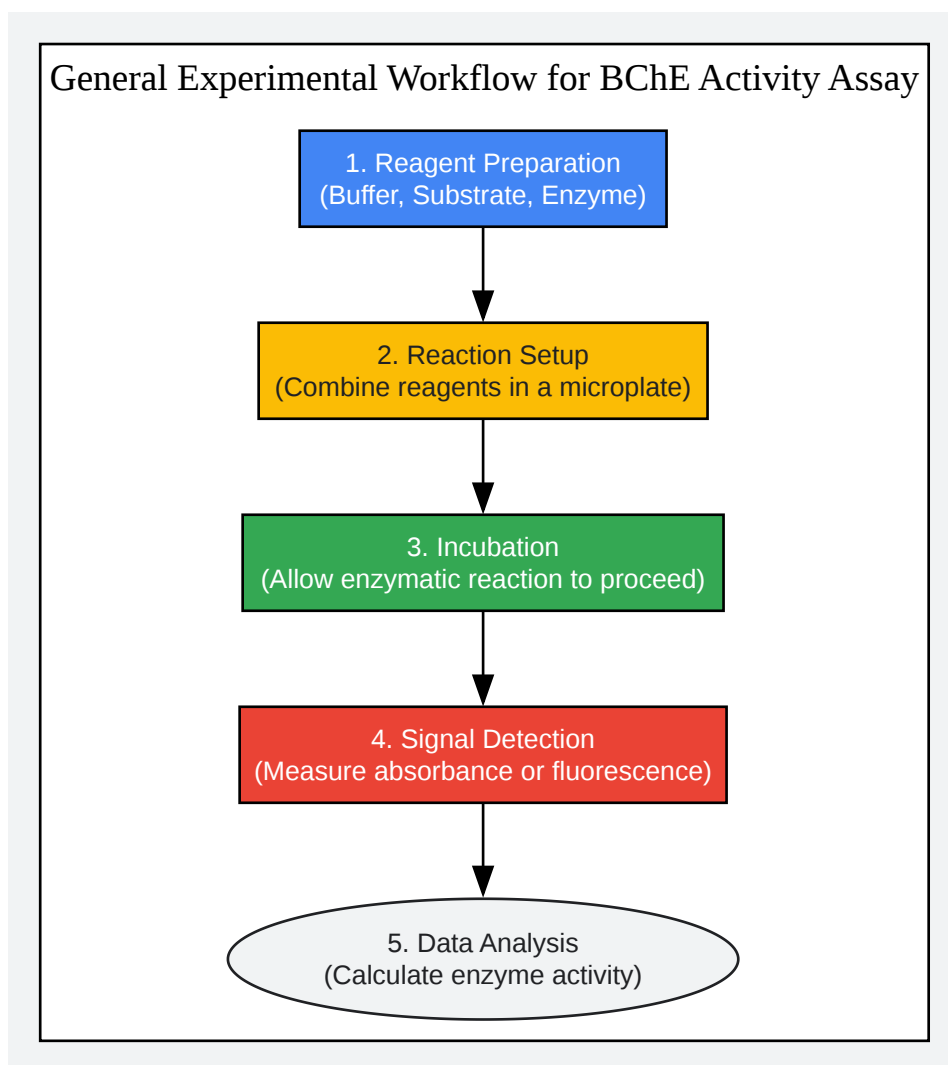 General Experimental Workflow for BChE Activity Assay
1. Reagent Preparation
(Buffer, Substrate, Enzyme)
2. Reaction Setup
(Combine reagents in a microplate)
3. Incubation
(Allow enzymatic reaction to proceed)
4. Signal Detection
(Measure absorbance or fluorescence)
5. Data Analysis
(Calculate enzyme activity)